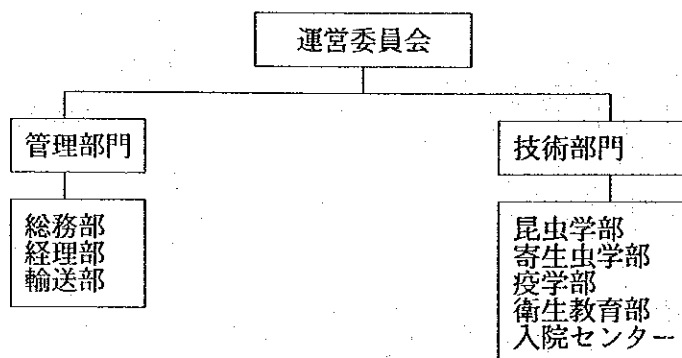 運営委員会
管理部門
技術部門
総務部
経理部
輸送部
昆虫学部
寄生虫学部
疫学部
衛生教育部
入院センター